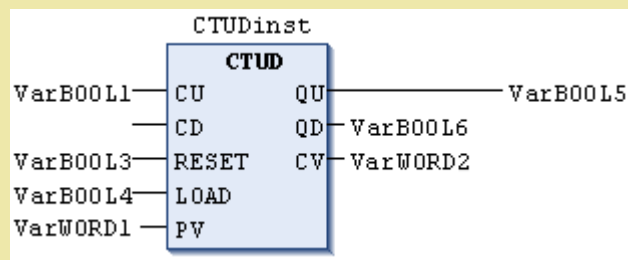 CTUDinst
CTUD
VarBOOL1 CU QU VarBOOL5
CD QD VarBOOL6
VarBOOL3 RESET CV VarWORD2
VarBOOL4 LOAD
VarWORD1 PV